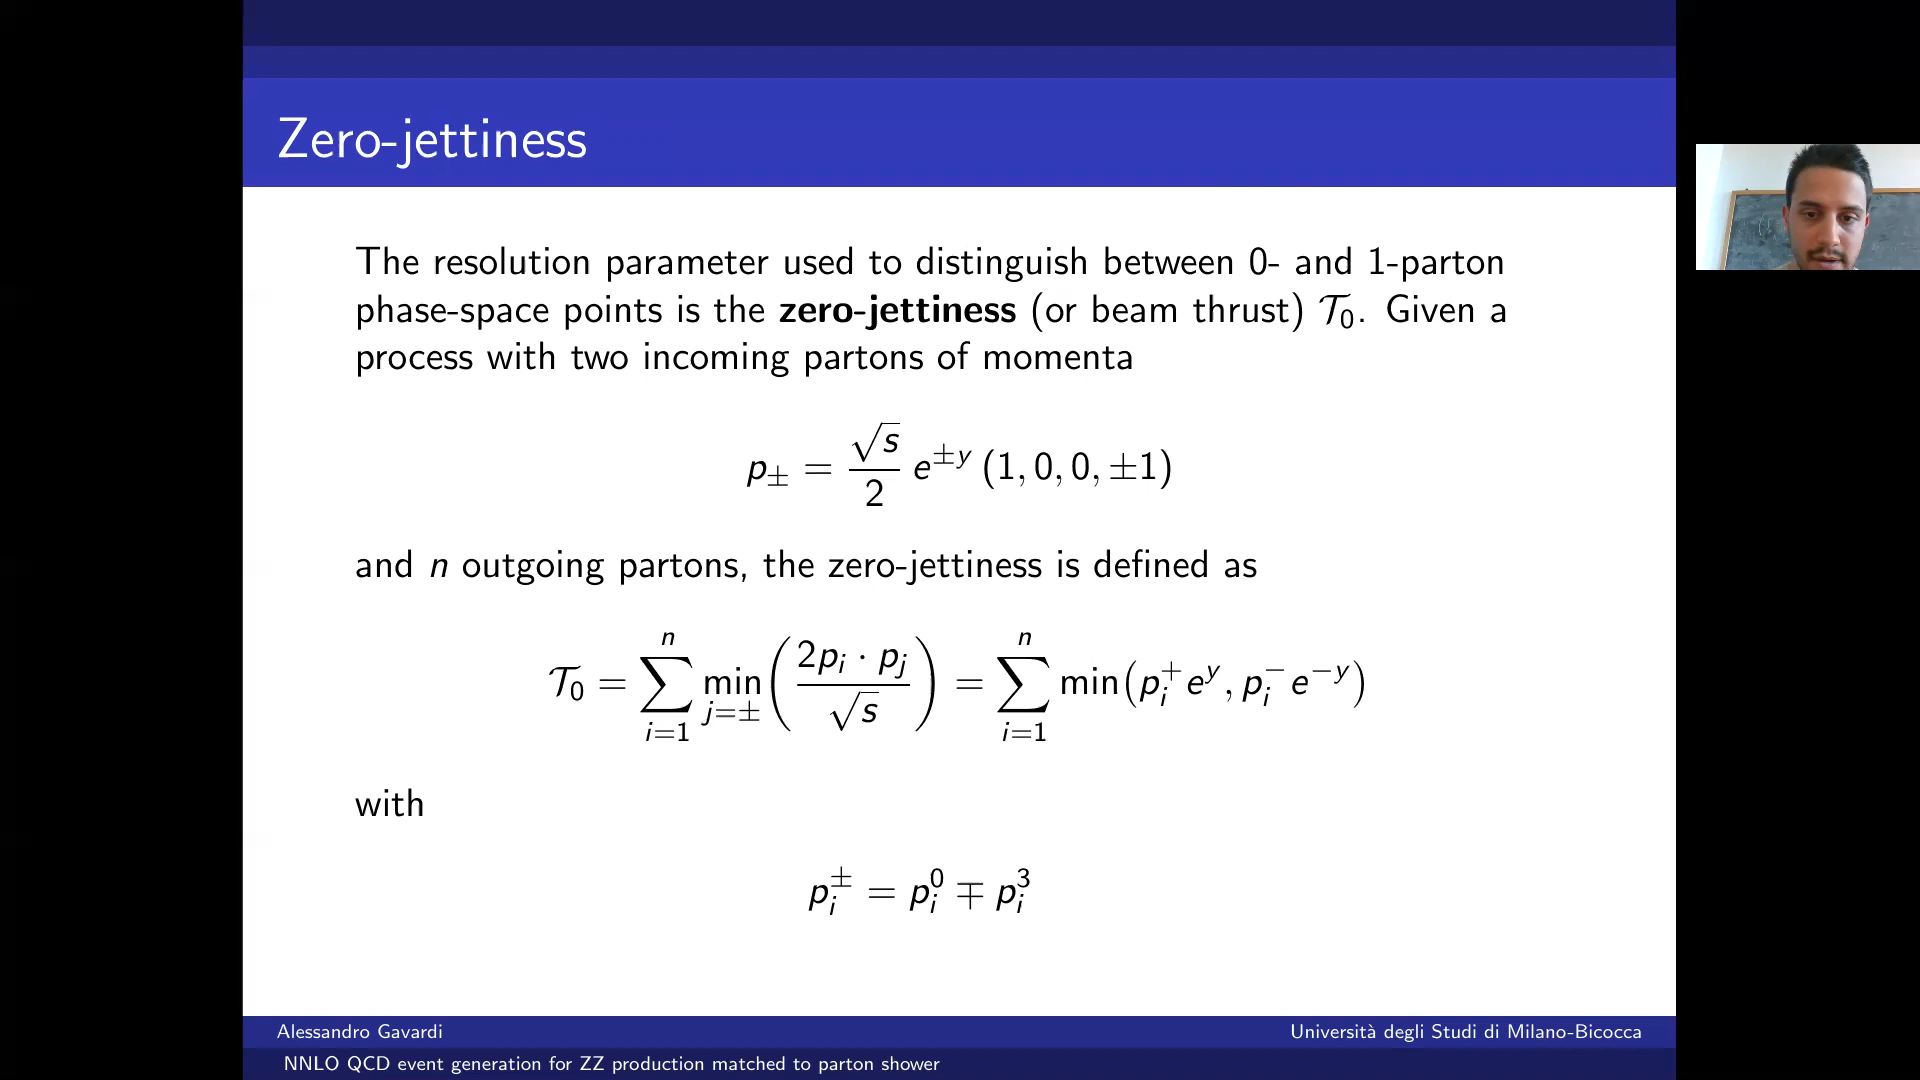 Zero-jettiness
The resolution parameter used to distinguish between 0- and 1-parton
phase-space points is the zero-jettiness (or beam thrust) 𝒯₀. Given a
process with two incoming partons of momenta
p± = √s/2 e^{±y} (1, 0, 0, ±1)
and n outgoing partons, the zero-jettiness is defined as
𝒯₀ = ∑_{i=1}^{n} min_{j=±} (2pᵢ · pⱼ / √s) = ∑_{i=1}^{n} min(pᵢ⁺e^{y}, pᵢ⁻e^{−y})
with
pᵢ^{±} = pᵢ⁰ ∓ pᵢ³
Alessandro Gavardi
Università degli Studi di Milano-Bicocca
NNLO QCD event generation for ZZ production matched to parton shower